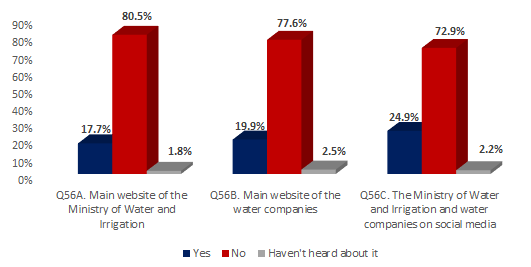 90%
80%
70%
60%
50%
40%
30%
20%
10%
0%
80.5%
77.6%
72.9%
17.7%
19.9%
24.9%
1.8%
2.5%
2.2%
Q56A. Main website of the
Ministry of Water and
Irrigation
Q56B. Main website of the
water companies
Q56C. The Ministry of Water
and Irrigation and water
companies on social media
Yes No Haven't heard about it